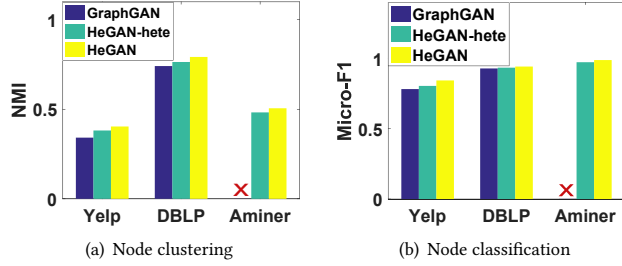 1
GraphGAN
HeGAN-hete
HeGAN
NMI
0.5
0
Yelp DBLP Aminer
(a) Node clustering
GraphGAN
HeGAN-hete
HeGAN
1
Micro-F1
0.5
0
Yelp DBLP Aminer
(b) Node classification